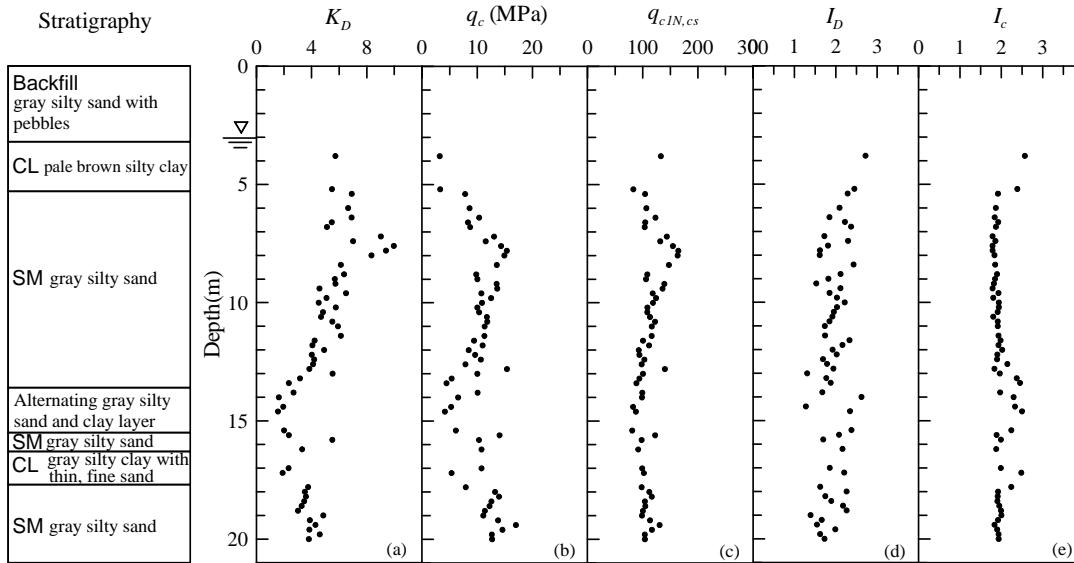 Stratigraphy
K_D
q_c (MPa)
q_c1N,cs
I_D
I_c
0 4 8
0 10 20
0 100 200 300
0 1 2 3
0 1 2 3
Backfill
gray silty sand with
pebbles
CL pale brown silty clay
SM gray silty sand
Alternating gray silty
sand and clay layer
SM gray silty sand
CL gray silty clay with
thin, fine sand
SM gray silty sand
Depth(m)
0
5
10
15
20
(a)
(b)
(c)
(d)
(e)